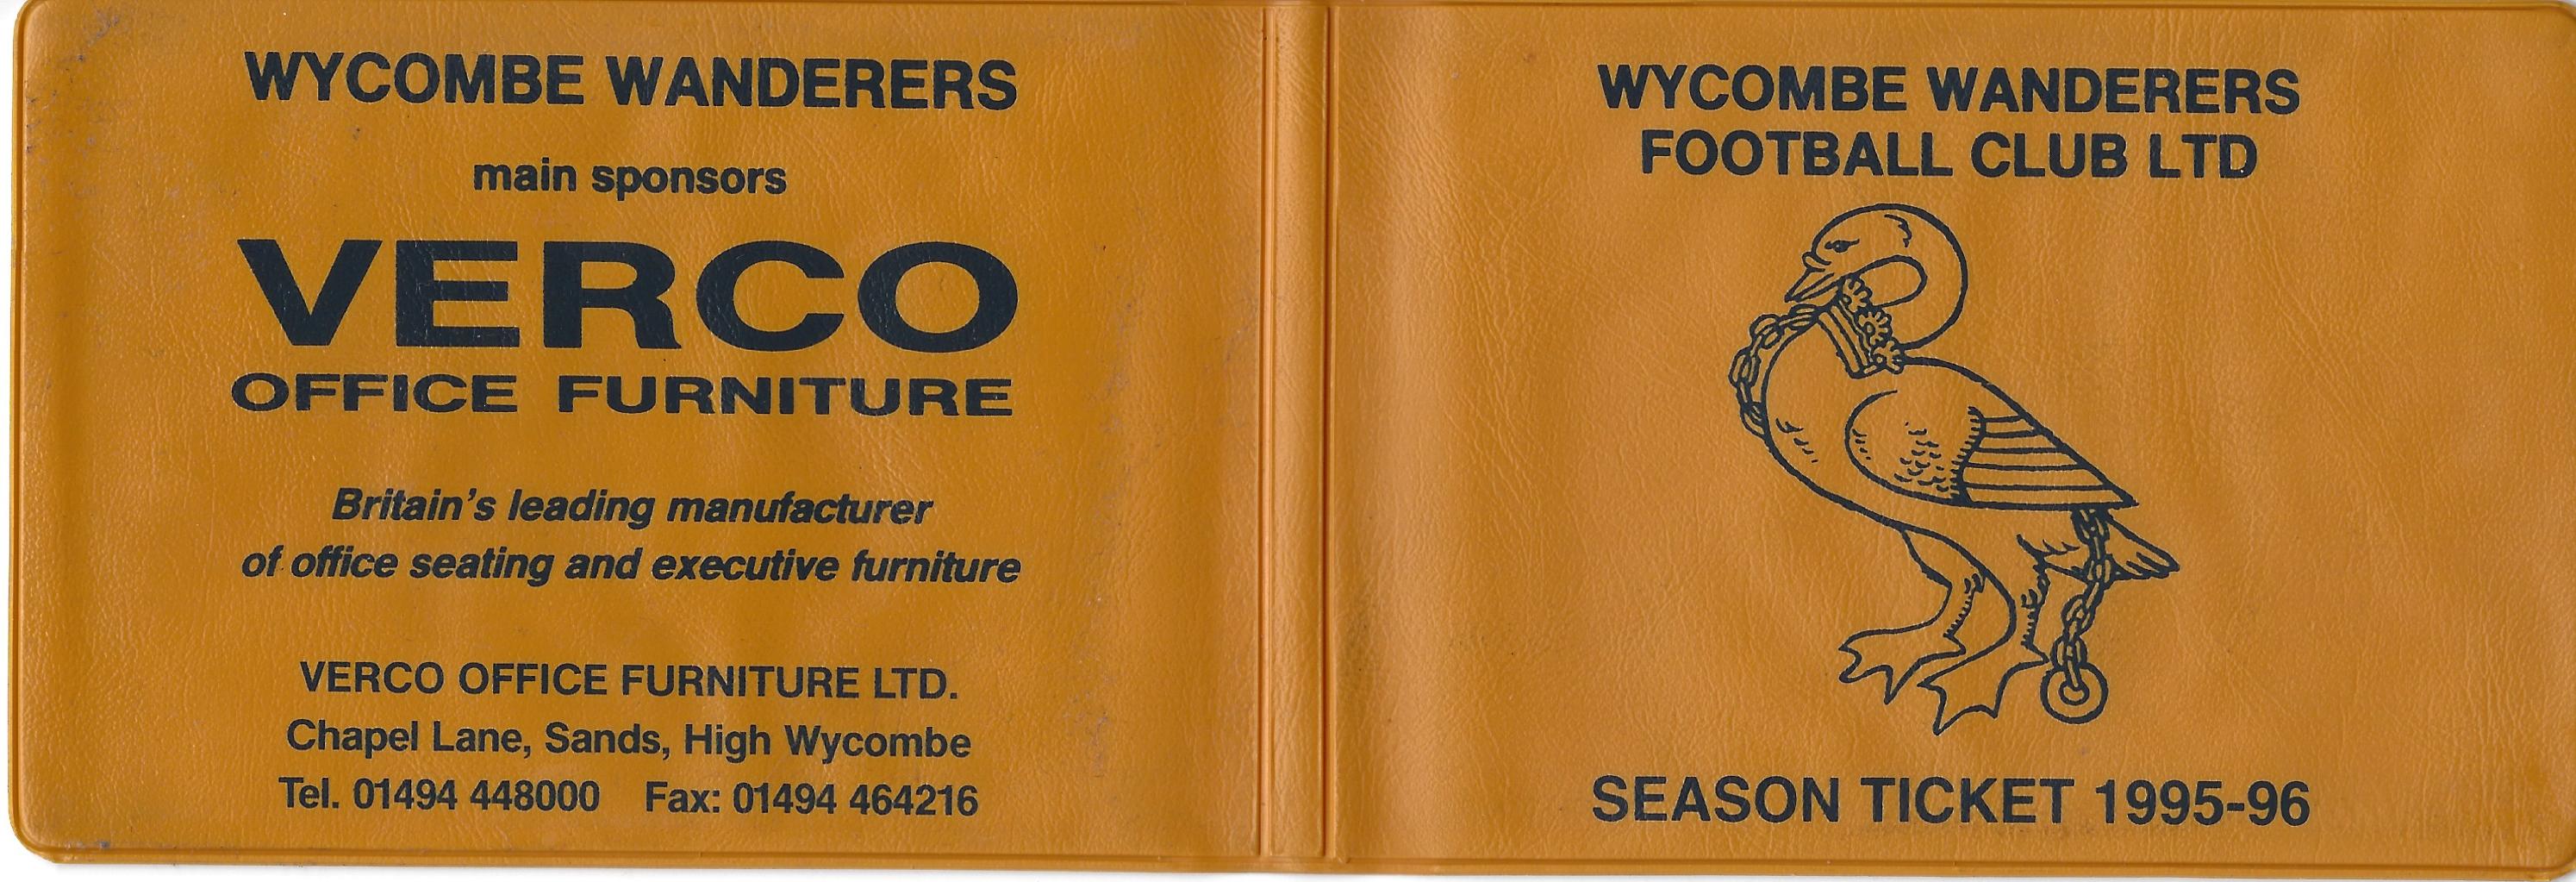 WYCOMBE WANDERERS
main sponsors
VERCO
OFFICE FURNITURE
Britain's leading manufacturer
of office seating and executive furniture
VERCO OFFICE FURNITURE LTD.
Chapel Lane, Sands, High Wycombe
Tel. 01494 448000 Fax: 01494 464216
WYCOMBE WANDERERS
FOOTBALL CLUB LTD
SEASON TICKET 1995-96